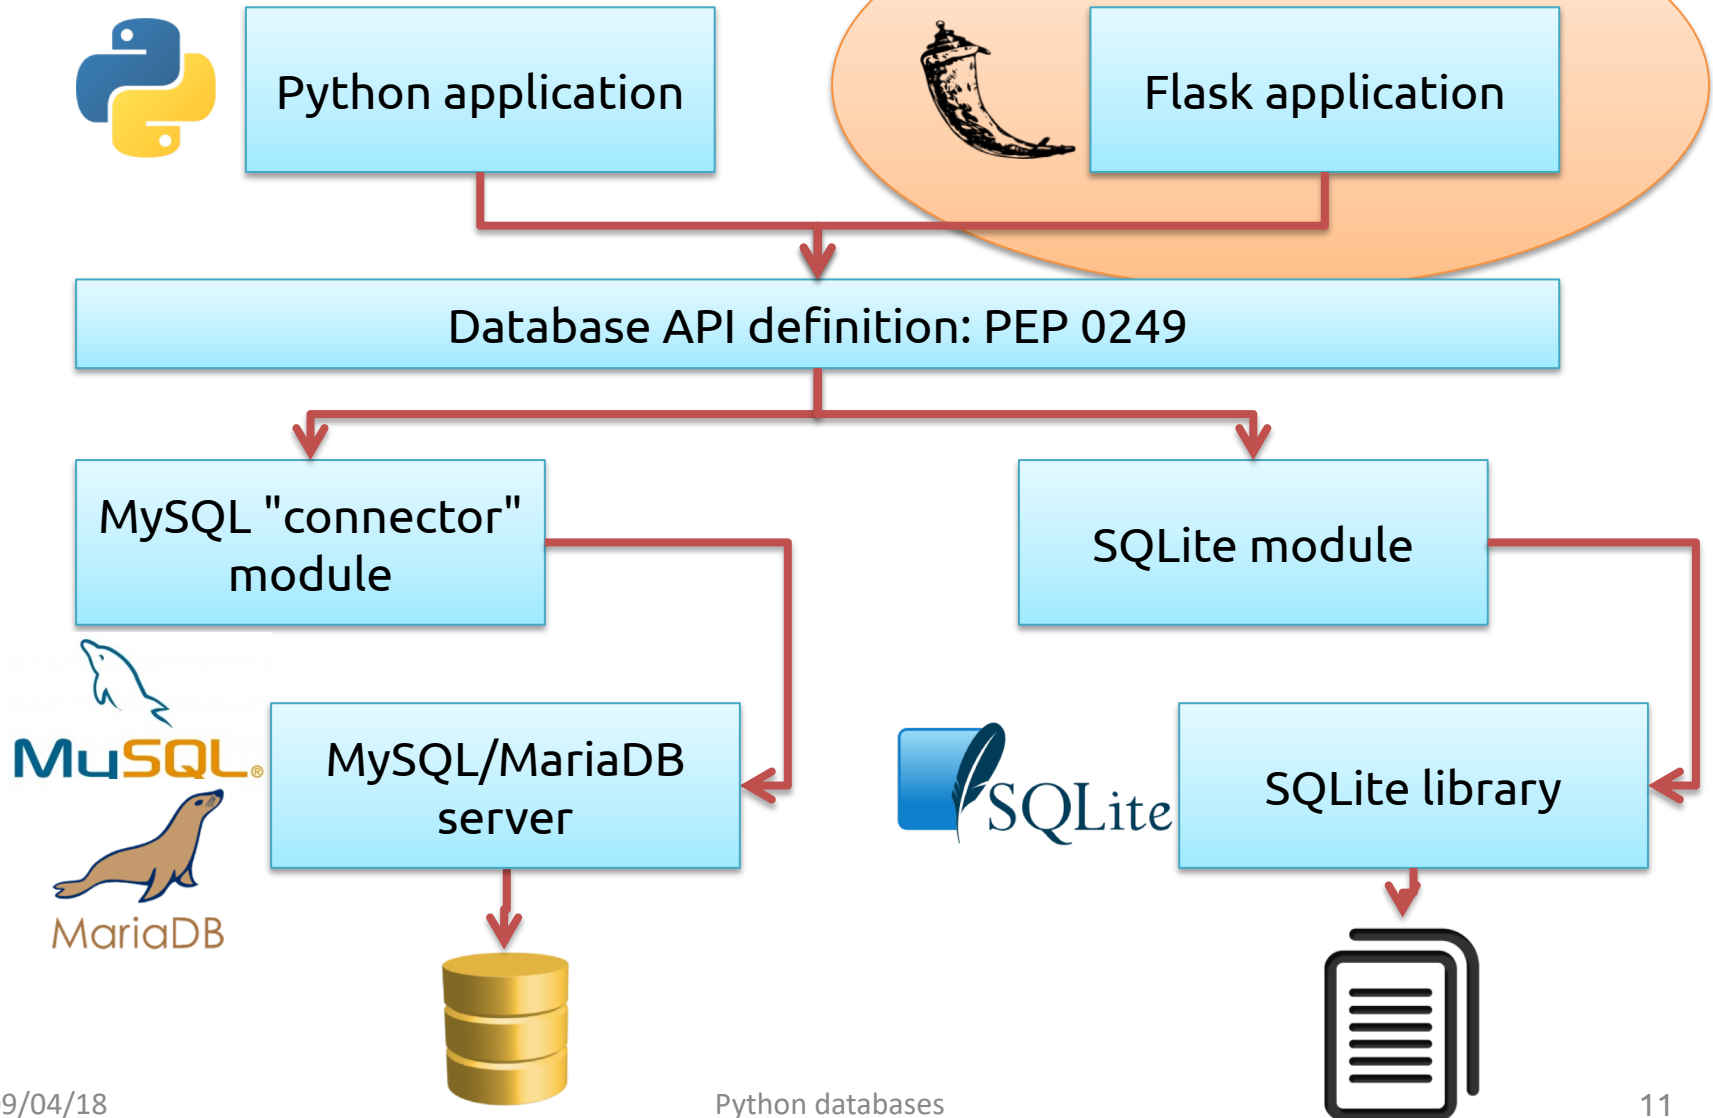 Python application
Flask application
Database API definition: PEP 0249
MySQL "connector"
module
SQLite module
MySQL®
MySQL/MariaDB
server
MariaDB
SQLite
SQLite library
9/04/18
Python databases
11